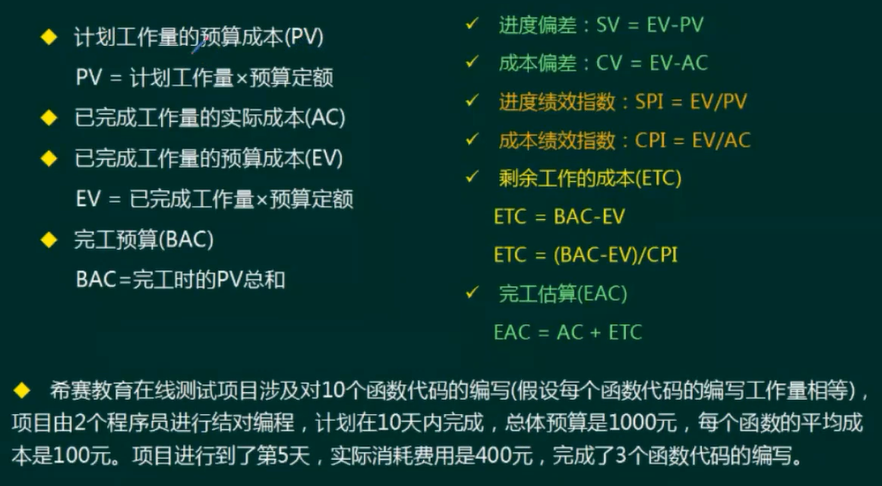 计划工作量的预算成本(PV)
PV = 计划工作量×预算定额
已完成工作量的实际成本(AC)
已完成工作量的预算成本(EV)
EV = 已完成工作量×预算定额
完工预算(BAC)
BAC=完工时的PV总和
进度偏差：SV = EV-PV
成本偏差：CV = EV-AC
进度绩效指数：SPI = EV/PV
成本绩效指数：CPI = EV/AC
剩余工作的成本(ETC)
ETC = BAC-EV
ETC = (BAC-EV)/CPI
完工估算(EAC)
EAC = AC + ETC
希赛教育在线测试项目涉及对10个函数代码的编写(假设每个函数代码的编写工作量相等)，
项目由2个程序员进行结对编程，计划在10天内完成，总体预算是1000元，每个函数的平均成
本是100元。项目进行到了第5天，实际消耗费用是400元，完成了3个函数代码的编写。